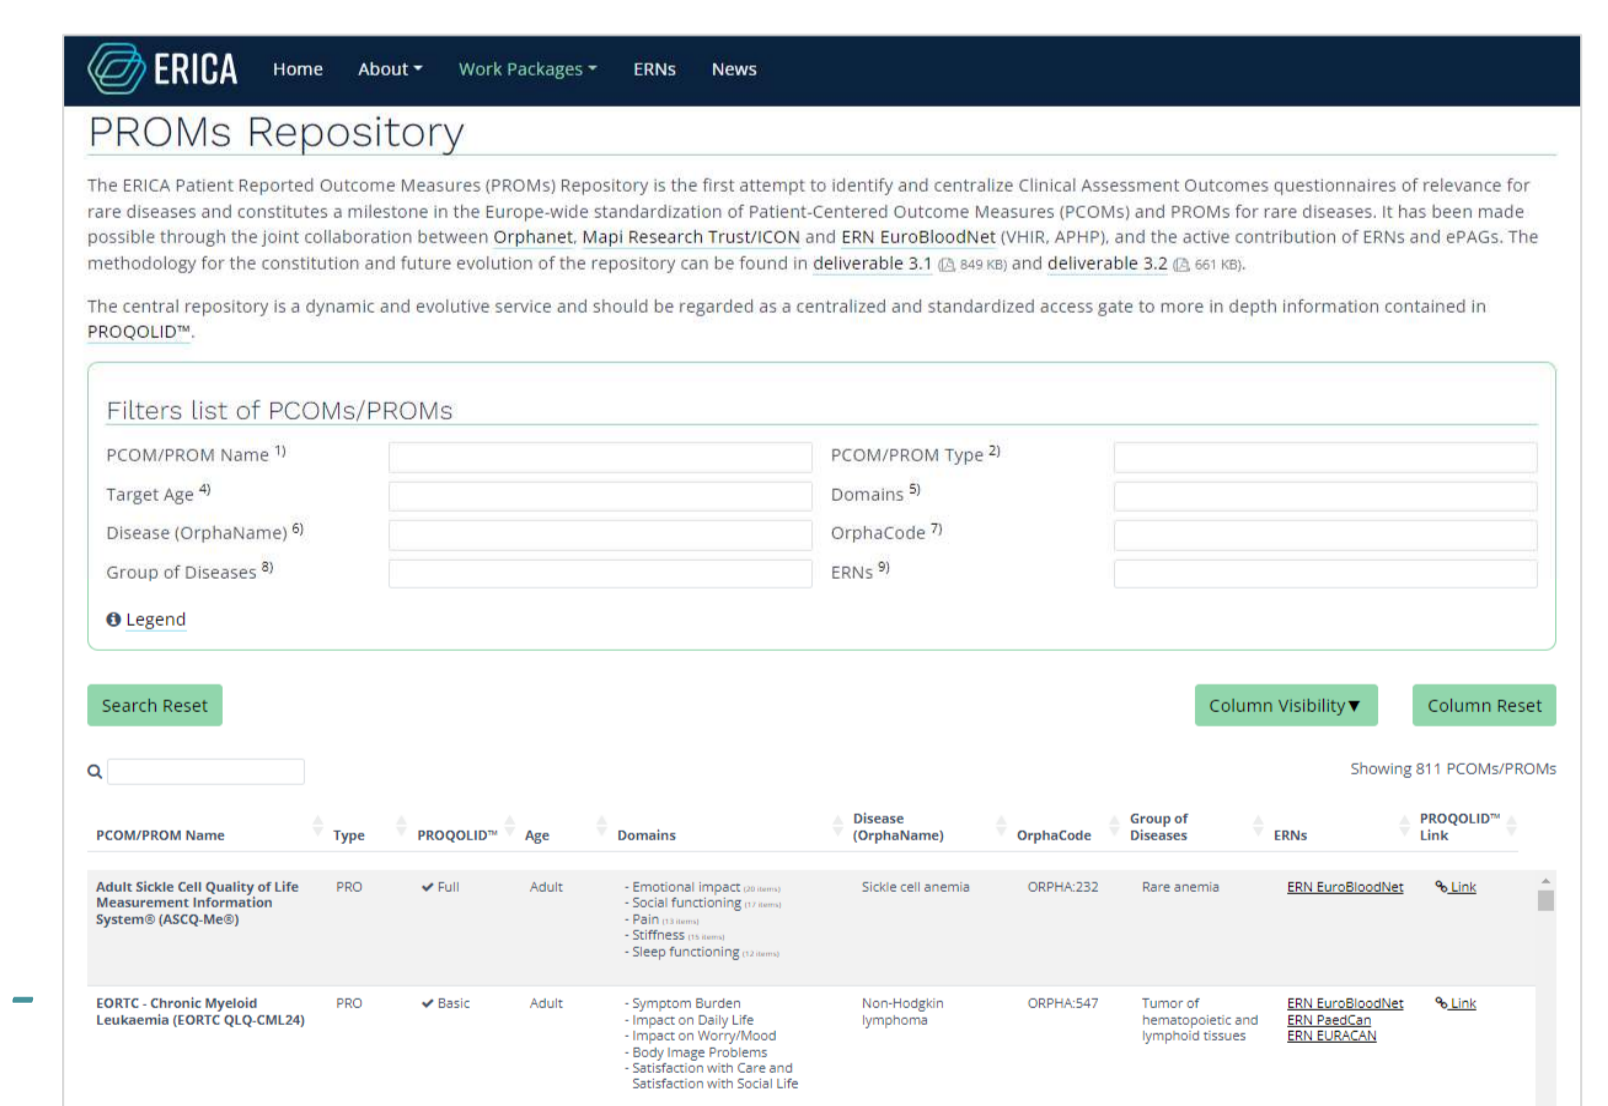 ERICA Home About Work Packages ERNs News
PROMs Repository
The ERICA Patient Reported Outcome Measures (PROMs) Repository is the first attempt to identify and centralize Clinical Assessment Outcomes questionnaires of relevance for
rare diseases and constitutes a milestone in the Europe-wide standardization of Patient-Centered Outcome Measures (PCOMs) and PROMs for rare diseases. It has been made
possible through the joint collaboration between Orphanet, Mapi Research Trust/ICON and ERN EuroBloodNet (VHIR, APHP), and the active contribution of ERNs and ePAGs. The
methodology for the constitution and future evolution of the repository can be found in deliverable 3.1 (849 KB) and deliverable 3.2 (661 KB).
The central repository is a dynamic and evolutive service and should be regarded as a centralized and standardized access gate to more in depth information contained in
PROQOLID™.
Filters list of PCOMs/PROMs
PCOM/PROM Name 1) PCOM/PROM Type 2)
Target Age 4) Domains 5)
Disease (OrphaName) 6) OrphaCode 7)
Group of Diseases 8) ERNs 9)
Legend
Search Reset Column Visibility▼ Column Reset
Showing 811 PCOMs/PROMs
PCOM/PROM Name Type PROQOLID™ Age Domains Disease (OrphaName) OrphaCode Group of Diseases ERNs PROQOLID™ Link
Adult Sickle Cell Quality of Life PRO ✔ Full Adult - Emotional impact (20 items) Sickle cell anemia ORPHA:232 Rare anemia ERN EuroBloodNet Link
Measurement Information - Social functioning (17 items)
System® (ASCQ-Me®) - Pain (13 items)
- Stiffness (15 items)
- Sleep functioning (12 items)
EORTC - Chronic Myeloid PRO ✔ Basic Adult - Symptom Burden Non-Hodgkin ORPHA:547 Tumor of ERN EuroBloodNet Link
Leukaemia (EORTC QLQ-CML24) - Impact on Daily Life lymphoma hematopoietic and ERN PaedCan
- Impact on Worry/Mood lymphoid tissues ERN EURACAN
- Body Image Problems
- Satisfaction with Care and
Satisfaction with Social Life